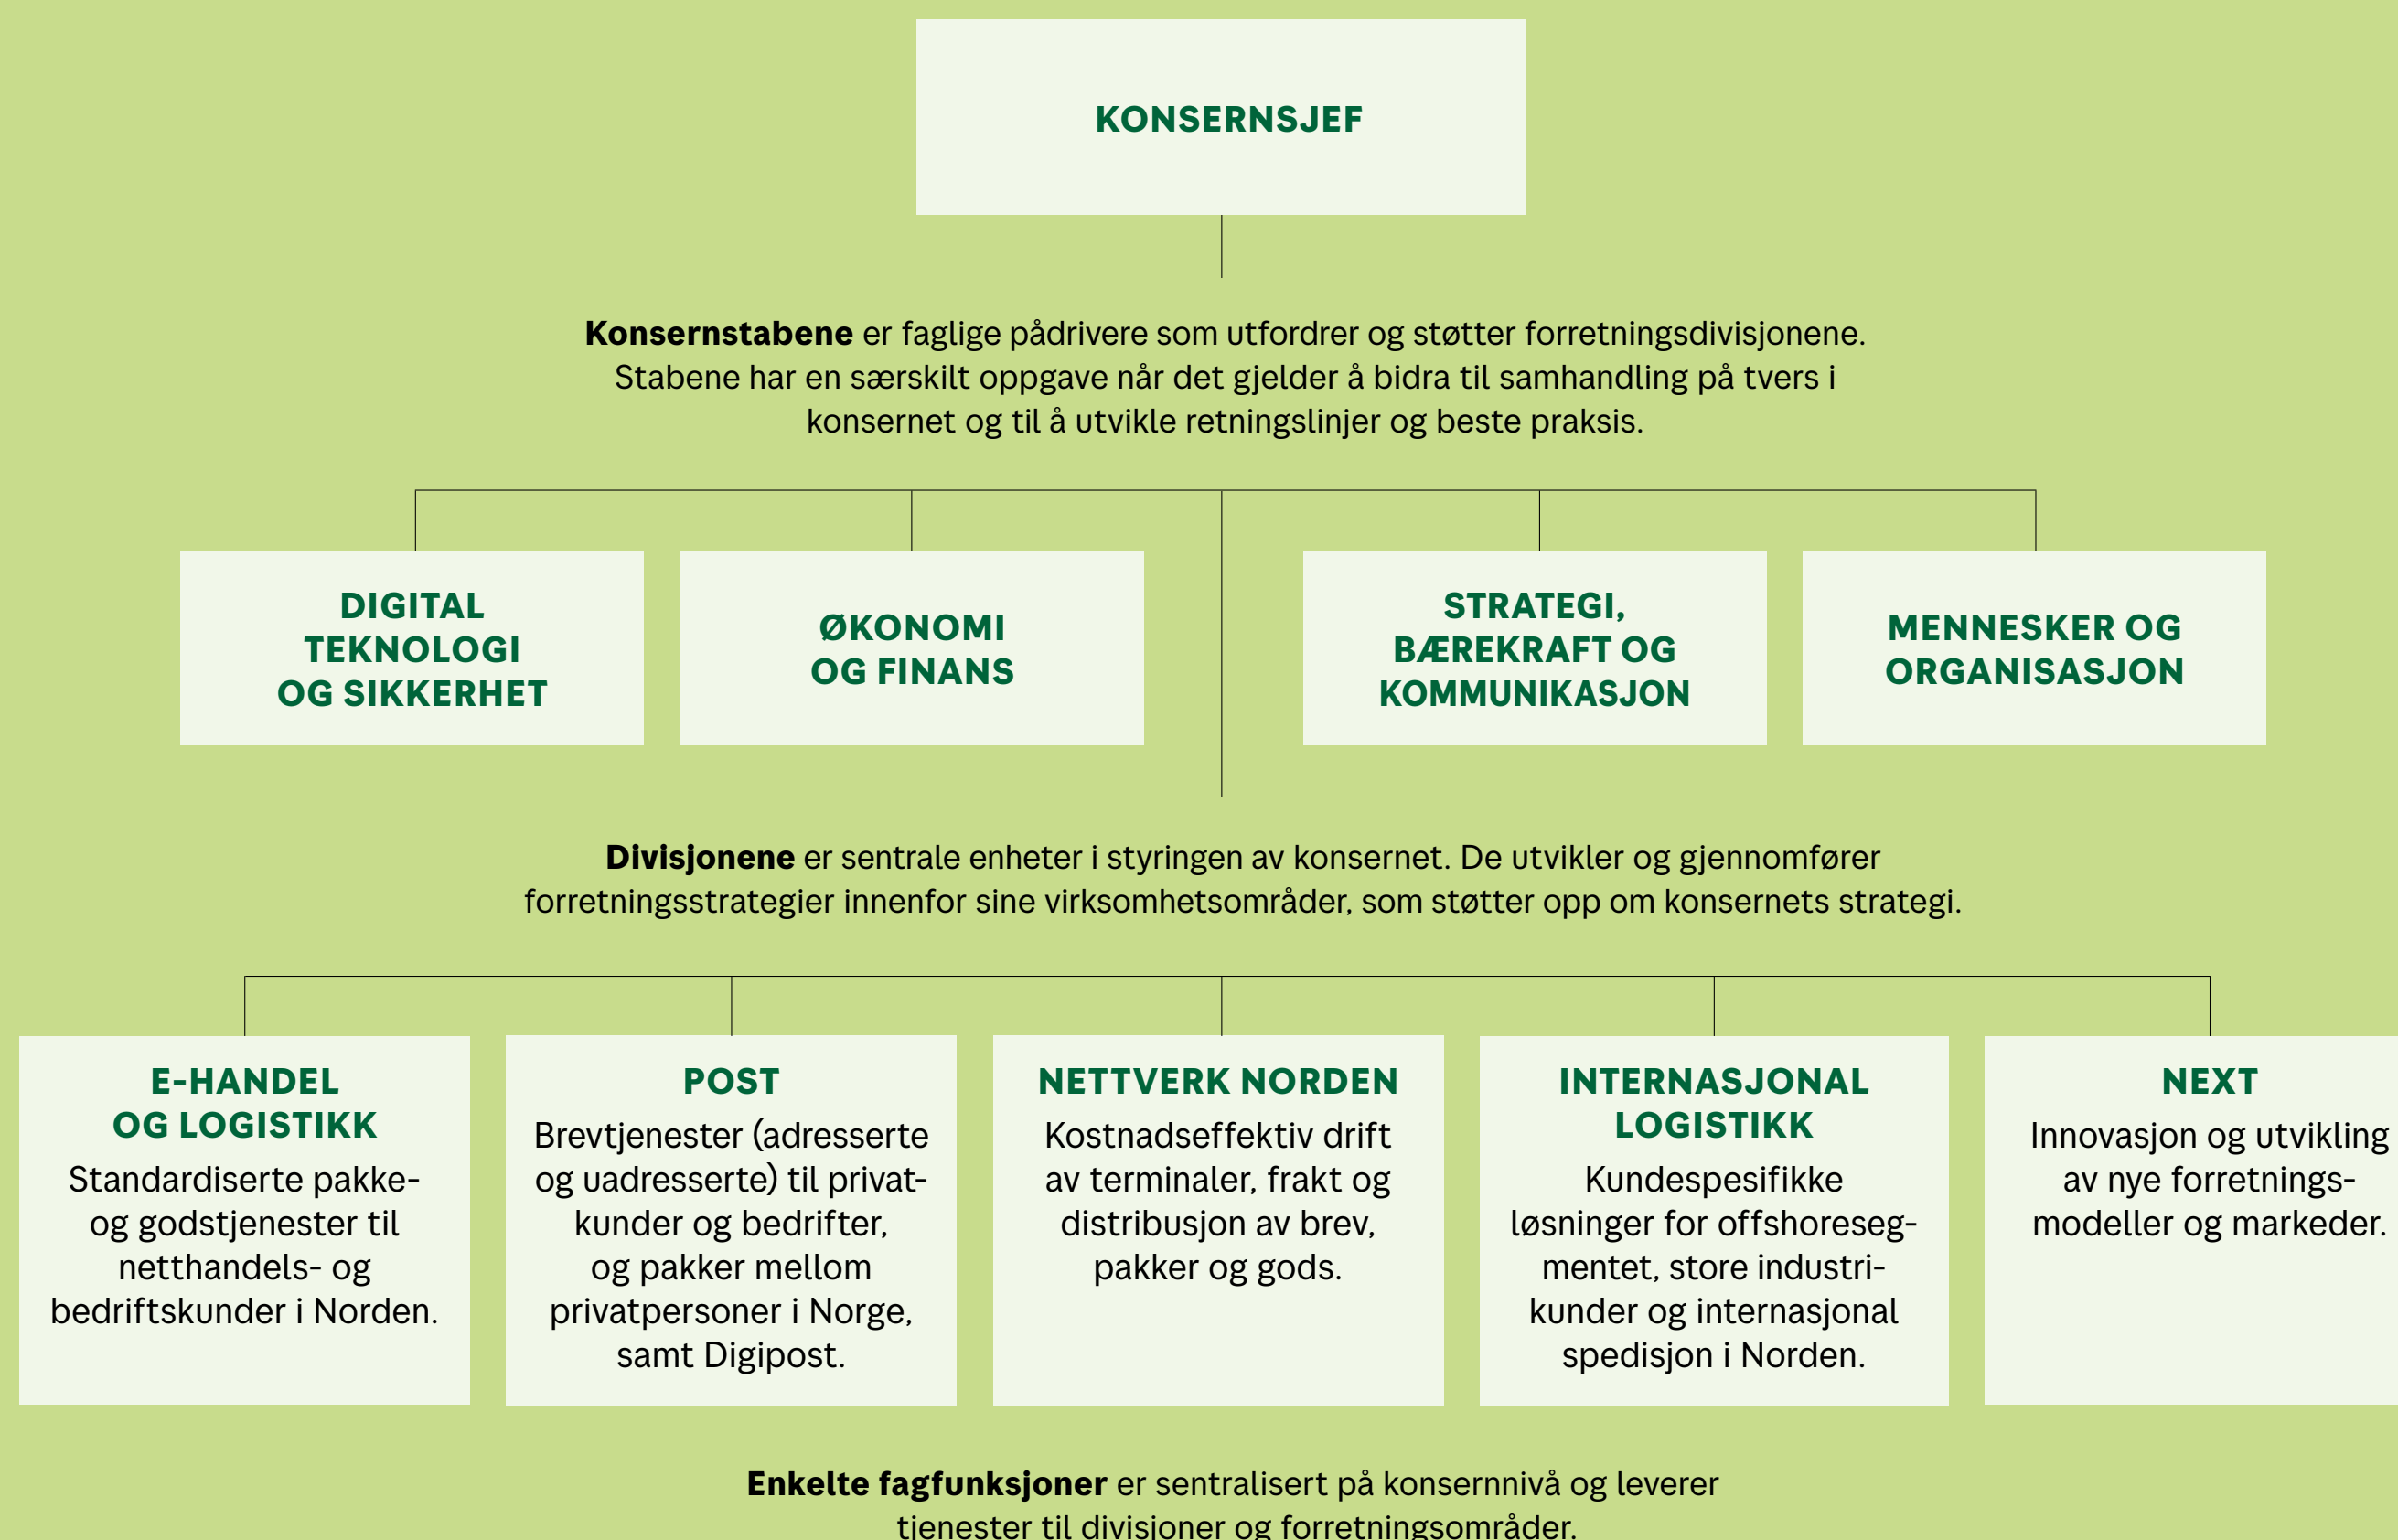 KONSERNSJEF
Konsernstabene er faglige pådrivere som utfordrer og støtter forretningsdivisjonene.
Stabene har en særskilt oppgave når det gjelder å bidra til samhandling på tvers i
konsernet og til å utvikle retningslinjer og beste praksis.
DIGITAL
TEKNOLOGI
OG SIKKERHET
ØKONOMI
OG FINANS
STRATEGI,
BÆREKRAFT OG
KOMMUNIKASJON
MENNESKER OG
ORGANISASJON
Divisjonene er sentrale enheter i styringen av konsernet. De utvikler og gjennomfører
forretningsstrategier innenfor sine virksomhetsområder, som støtter opp om konsernets strategi.
E-HANDEL
OG LOGISTIKK
Standardiserte pakke-
og godstjenester til
netthandels- og
bedriftskunder i Norden.
POST
Brevtjenester (adresserte
og uadresserte) til privat-
kunder og bedrifter,
og pakker mellom
privatpersoner i Norge,
samt Digipost.
NETTVERK NORDEN
Kostnadseffektiv drift
av terminaler, frakt og
distribusjon av brev,
pakker og gods.
INTERNASJONAL
LOGISTIKK
Kundespesifikke
løsninger for offshoreseg-
mentet, store industri-
kunder og internasjonal
spedisjon i Norden.
NEXT
Innovasjon og utvikling
av nye forretnings-
modeller og markeder.
Enkelte fagfunksjoner er sentralisert på konsernnivå og leverer
tjenester til divisjoner og forretningsområder.